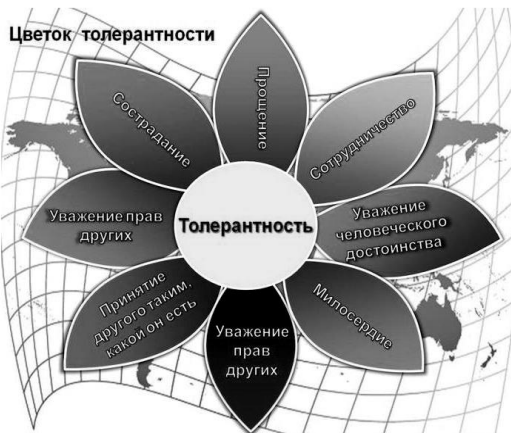 Цветок толерантности
Прощение
Сострадание
Сотрудничество
Уважение прав
других
Толерантность
Уважение
человеческого
достоинства
Принятие
другого таким,
какой он есть
Милосердие
Уважение
прав
других